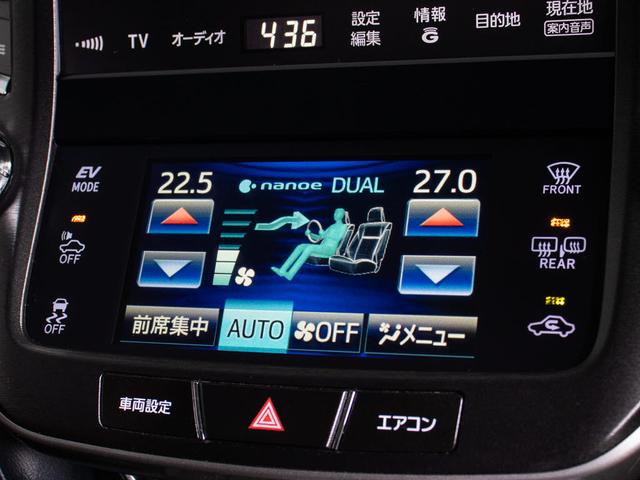 TV オーディオ 4:36 設定 編集 情報 G 目的地 現在地 案内音声
EV MODE
22.5 nanoe DUAL 27.0
FRONT
OFF
REAR
OFF
前席集中 AUTO OFF メニュー
車両設定 エアコン